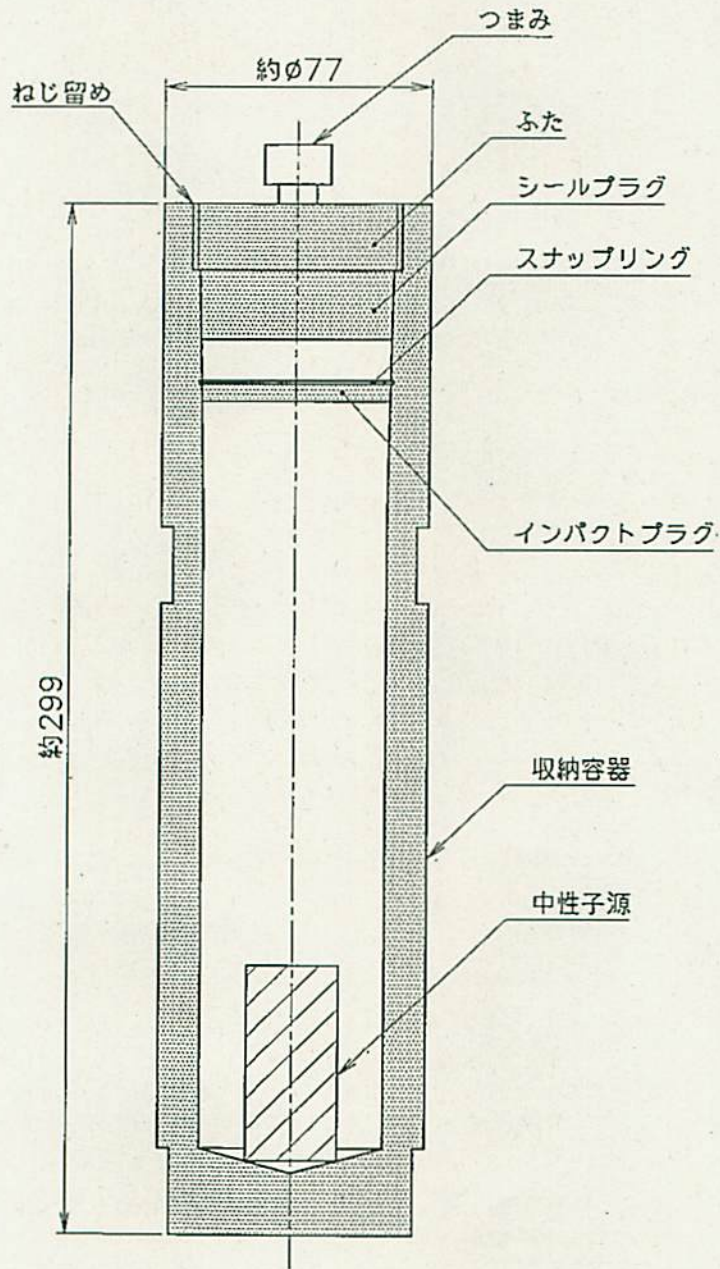 つまみ
約ø77
ねじ留め
ふた
シールプラグ
スナップリング
インパクトプラグ
約299
収納容器
中性子源